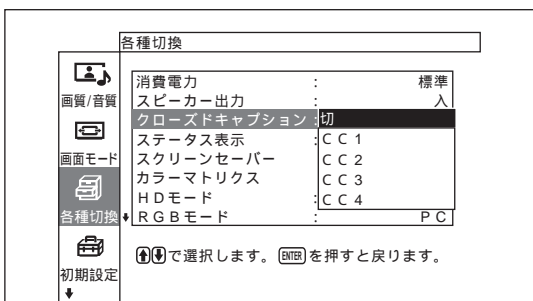 各種切換
画質/音質
画面モード
各種切換
初期設定
消費電力 : 標準
スピーカー出力 : 入
クローズドキャプション : 切
ステータス表示 : CC1
スクリーンセーバー CC2
カラーマトリクス CC3
HDモード : CC4
RGBモード : PC
で選択します。ENTERを押すと戻ります。